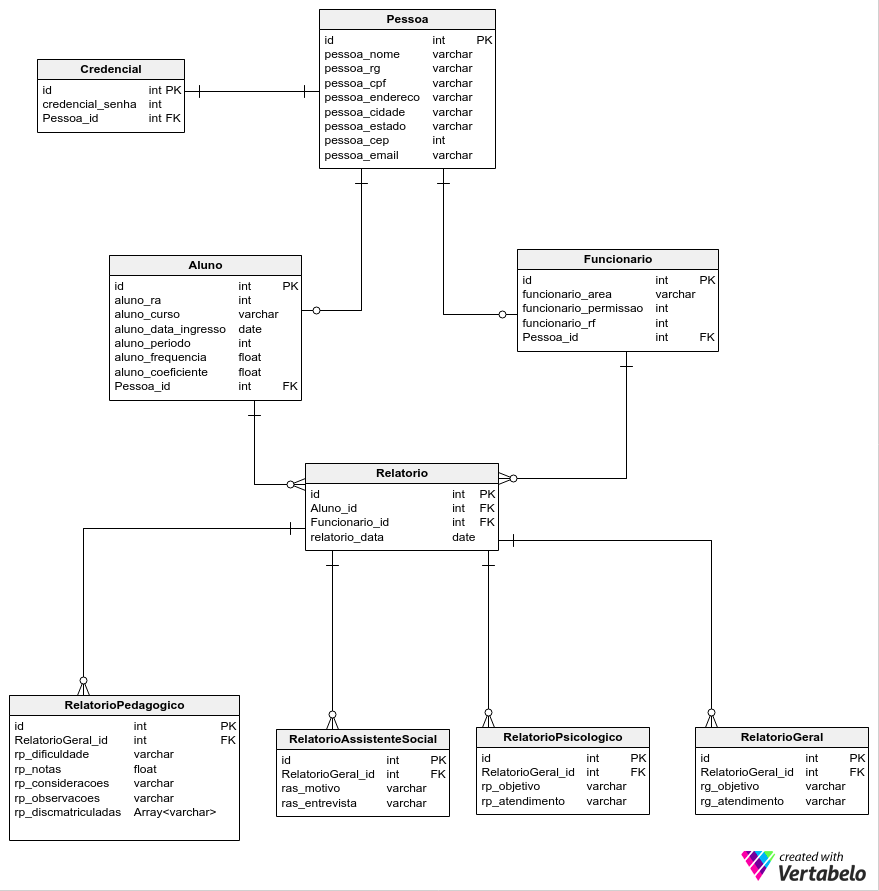 Pessoa
id int PK
pessoa_nome varchar
pessoa_rg varchar
pessoa_cpf varchar
pessoa_endereco varchar
pessoa_cidade varchar
pessoa_estado varchar
pessoa_cep int
pessoa_email varchar
Credencial
id int PK
credencial_senha int
Pessoa_id int FK
Aluno
id int PK
aluno_ra int
aluno_curso varchar
aluno_data_ingresso date
aluno_periodo int
aluno_frequencia float
aluno_coeficiente float
Pessoa_id int FK
Funcionario
id int PK
funcionario_area varchar
funcionario_permissao int
funcionario_rf int
Pessoa_id int FK
Relatorio
id int PK
Aluno_id int FK
Funcionario_id int FK
relatorio_data date
RelatorioPedagogico
id int PK
RelatorioGeral_id int FK
rp_dificuldade varchar
rp_notas float
rp_consideracoes varchar
rp_observacoes varchar
rp_discmatriculadas Array<varchar>
RelatorioAssistenteSocial
id int PK
RelatorioGeral_id int FK
ras_motivo varchar
ras_entrevista varchar
RelatorioPsicologico
id int PK
RelatorioGeral_id int FK
rp_objetivo varchar
rp_atendimento varchar
RelatorioGeral
id int PK
RelatorioGeral_id int FK
rg_objetivo varchar
rg_atendimento varchar
created with
Vertabelo